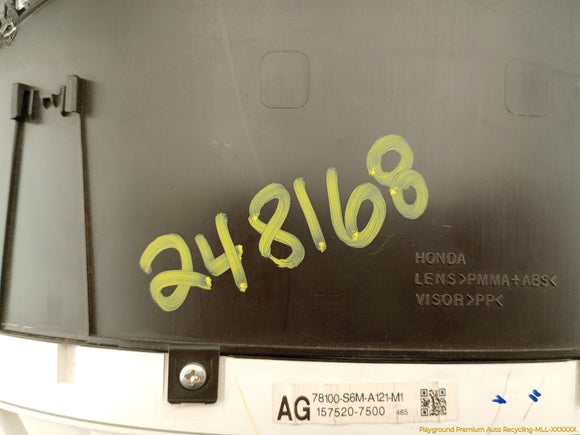 248168
HONDA
LENS>PMMA+ABS<
VISOR>PP<
AG 78100-S6M-A121-M1
157520-7500 485
Playground Premium Auto Recycling-MLL-XXXXXX